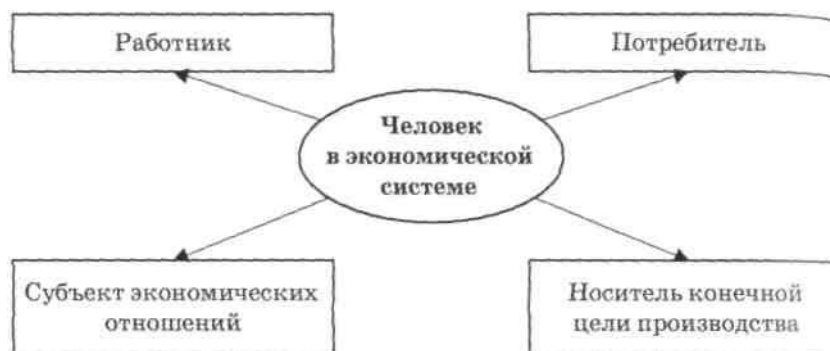 Работник
Потребитель
Человек
в экономической
системе
Субъект экономических
отношений
Носитель конечной
цели производства